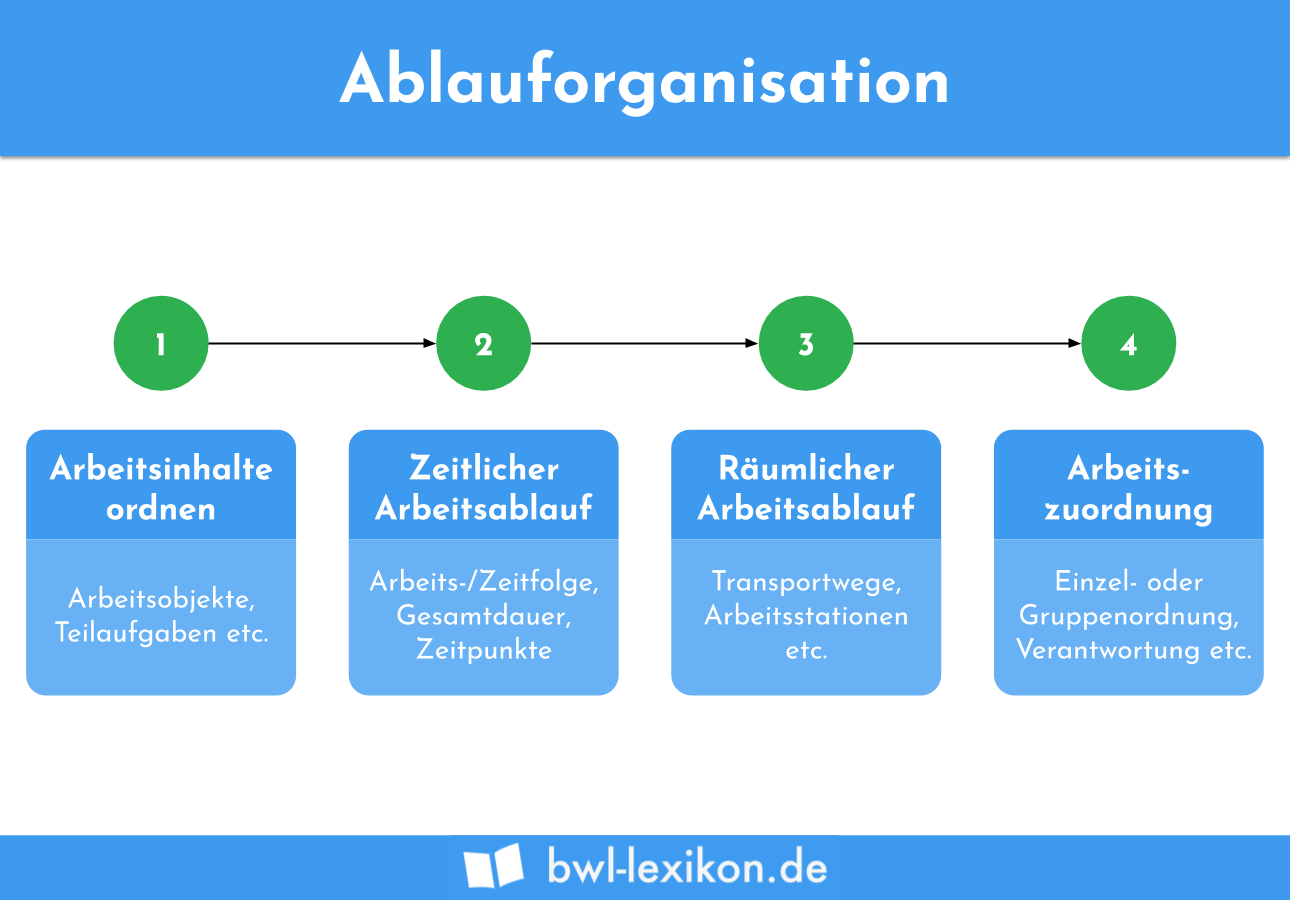 Ablauforganisation
1
2
3
4
Arbeitsinhalte
ordnen
Arbeitsobjekte,
Teilaufgaben etc.
Zeitlicher
Arbeitsablauf
Arbeits-/Zeitfolge,
Gesamtdauer,
Zeitpunkte
Räumlicher
Arbeitsablauf
Transportwege,
Arbeitsstationen
etc.
Arbeits-
zuordnung
Einzel- oder
Gruppenordnung,
Verantwortung etc.
bwl-lexikon.de